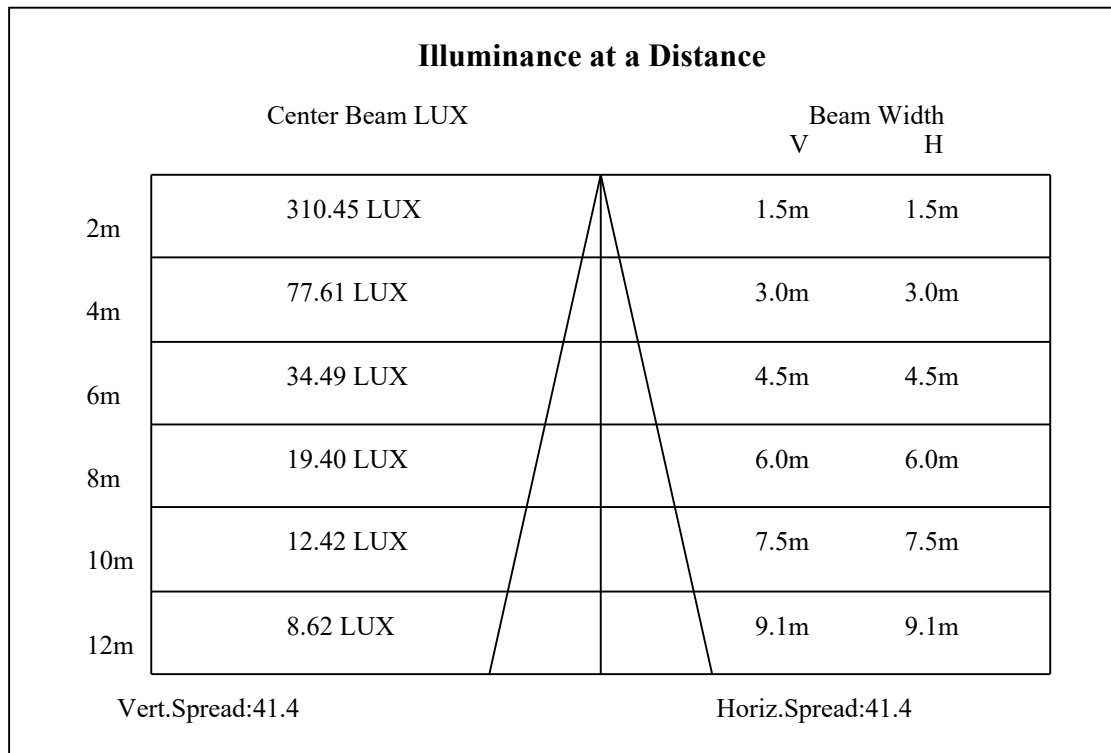 Illuminance at a Distance
Center Beam LUX Beam Width
V H
2m 310.45 LUX 1.5m 1.5m
4m 77.61 LUX 3.0m 3.0m
6m 34.49 LUX 4.5m 4.5m
8m 19.40 LUX 6.0m 6.0m
10m 12.42 LUX 7.5m 7.5m
12m 8.62 LUX 9.1m 9.1m
Vert.Spread:41.4 Horiz.Spread:41.4